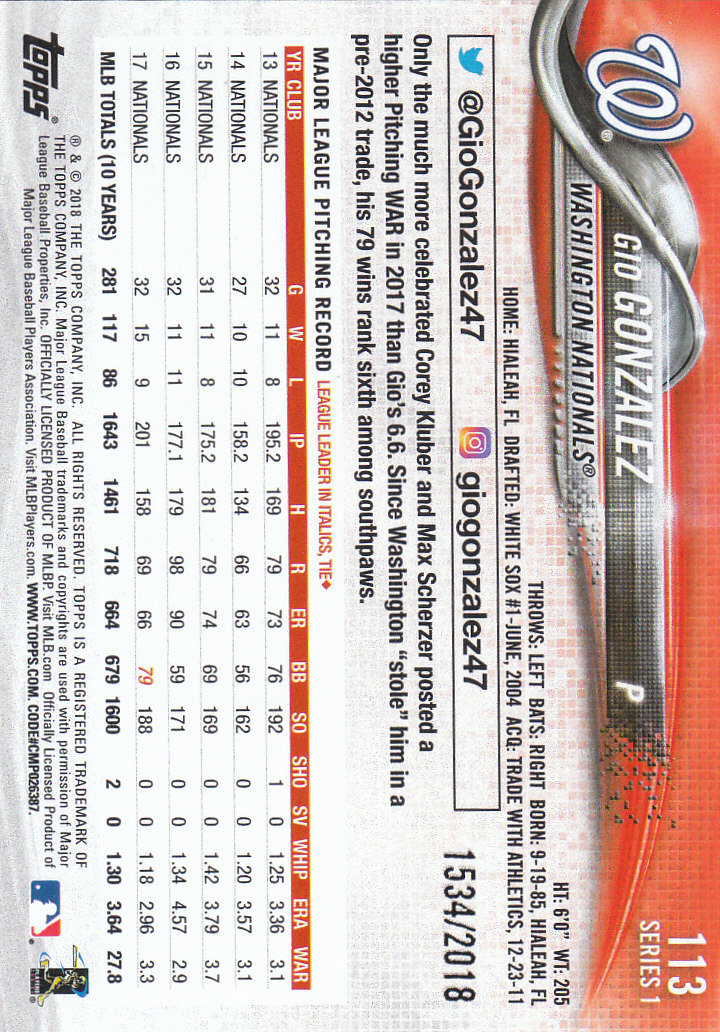 113
SERIES 1
W®
GIO GONZALEZ P
WASHINGTON NATIONALS®
HT: 6'0" WT: 205
THROWS: LEFT BATS: RIGHT BORN: 9-19-85, HIALEAH, FL
HOME: HIALEAH, FL DRAFTED: WHITE SOX #1-JUNE, 2004 ACQ: TRADE WITH ATHLETICS, 12-23-11
@GioGonzalez47 giogonzalez47
1534/2018
Only the much more celebrated Corey Kluber and Max Scherzer posted a
higher Pitching WAR in 2017 than Gio's 6.6. Since Washington "stole" him in a
pre-2012 trade, his 79 wins rank sixth among southpaws.
MAJOR LEAGUE PITCHING RECORD LEAGUE LEADER IN ITALICS, TIE♦
YR CLUB G W L IP H R ER BB SO SHO SV WHIP ERA WAR
13 NATIONALS 32 11 8 195.2 169 79 73 76 192 1 0 1.25 3.36 3.1
14 NATIONALS 27 10 10 158.2 134 66 63 56 162 0 0 1.20 3.57 3.1
15 NATIONALS 31 11 8 175.2 181 79 74 69 169 0 0 1.42 3.79 3.7
16 NATIONALS 32 11 11 177.1 179 98 90 59 171 0 0 1.34 4.57 2.9
17 NATIONALS 32 15 9 201 158 69 66 79 188 0 0 1.18 2.96 3.3
MLB TOTALS (10 YEARS) 281 117 86 1643 1461 718 664 679 1600 2 0 1.30 3.64 27.8
topps®
® & © 2018 THE TOPPS COMPANY, INC. ALL RIGHTS RESERVED. TOPPS IS A REGISTERED TRADEMARK OF
THE TOPPS COMPANY, INC. Major League Baseball trademarks and copyrights are used with permission of Major
League Baseball Properties, Inc. OFFICIALLY LICENSED PRODUCT OF MLBP. Visit MLB.com Officially Licensed Product of
Major League Baseball Players Association. Visit MLBPlayers.com. WWW.TOPPS.COM. CODE#CMP026387.